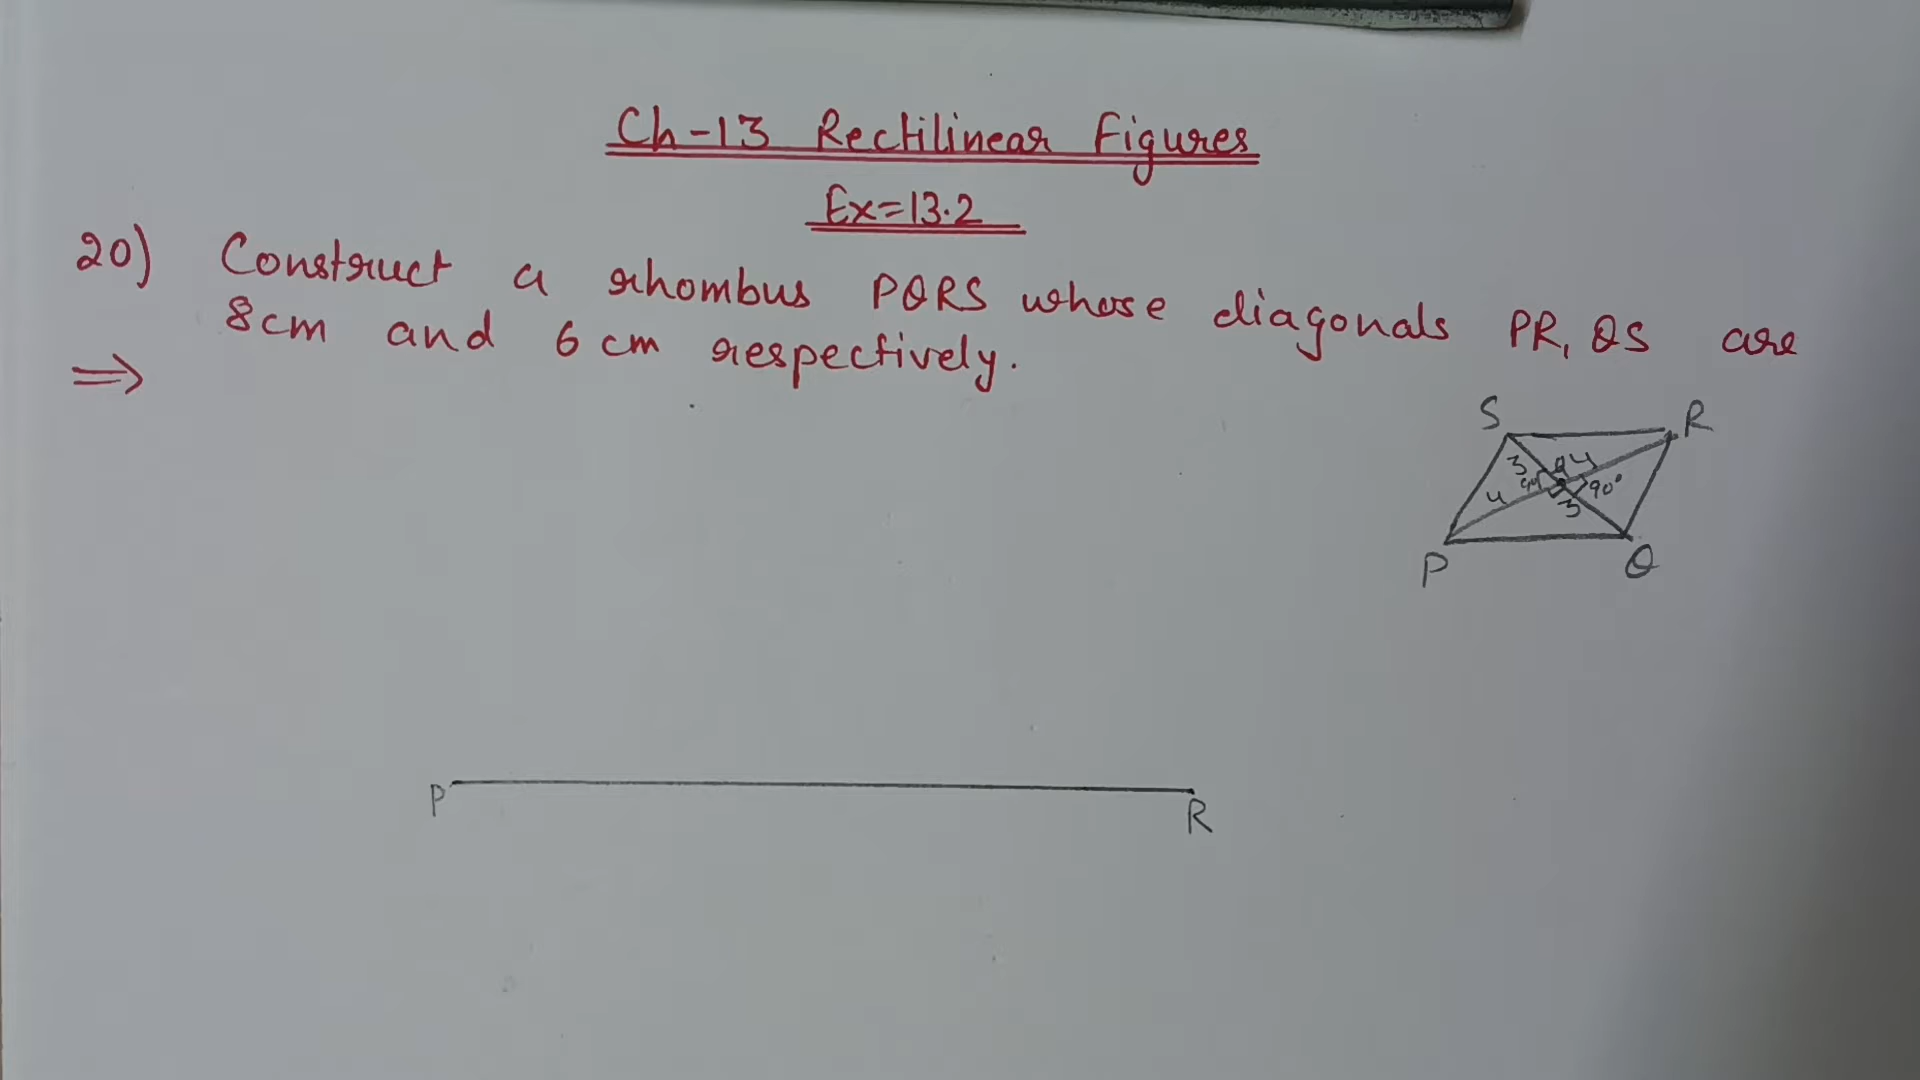 Ch-13 Rectilinear Figures
Ex=13.2
20) Construct a rhombus PQRS whose diagonals PR, QS are
8cm and 6 cm respectively.
⇒
S R
3 4
90° 90°
4 3
P Q
P R